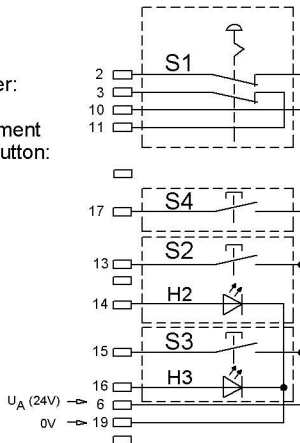 S1
2
er:
3
10
ment
11
utton:
17 S4
13 S2
14 H2
15 S3
16 H3
UA (24V) 6
0V 19